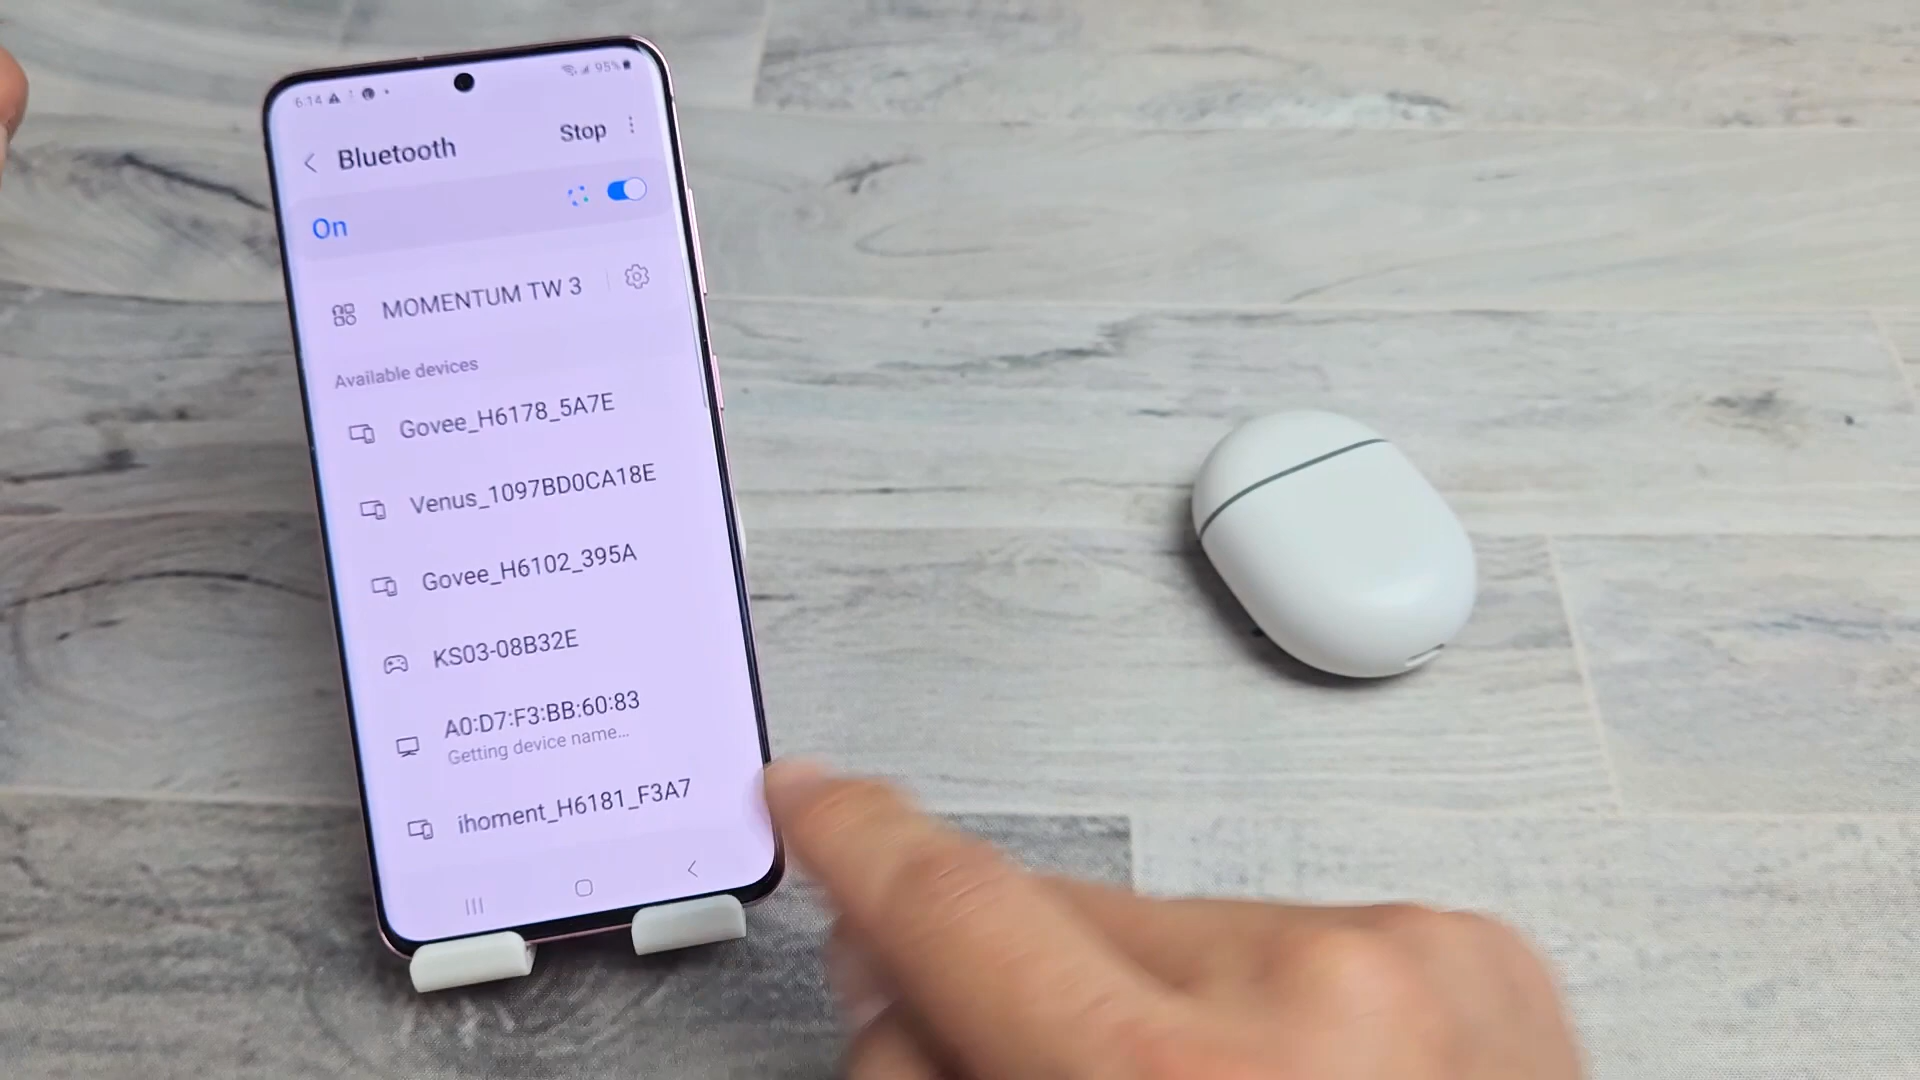 6:14 95%
Bluetooth Stop
On
MOMENTUM TW 3
Available devices
Govee_H6178_5A7E
Venus_1097BD0CA18E
Govee_H6102_395A
KS03-08B32E
A0:D7:F3:BB:60:83
Getting device name...
ihoment_H6181_F3A7